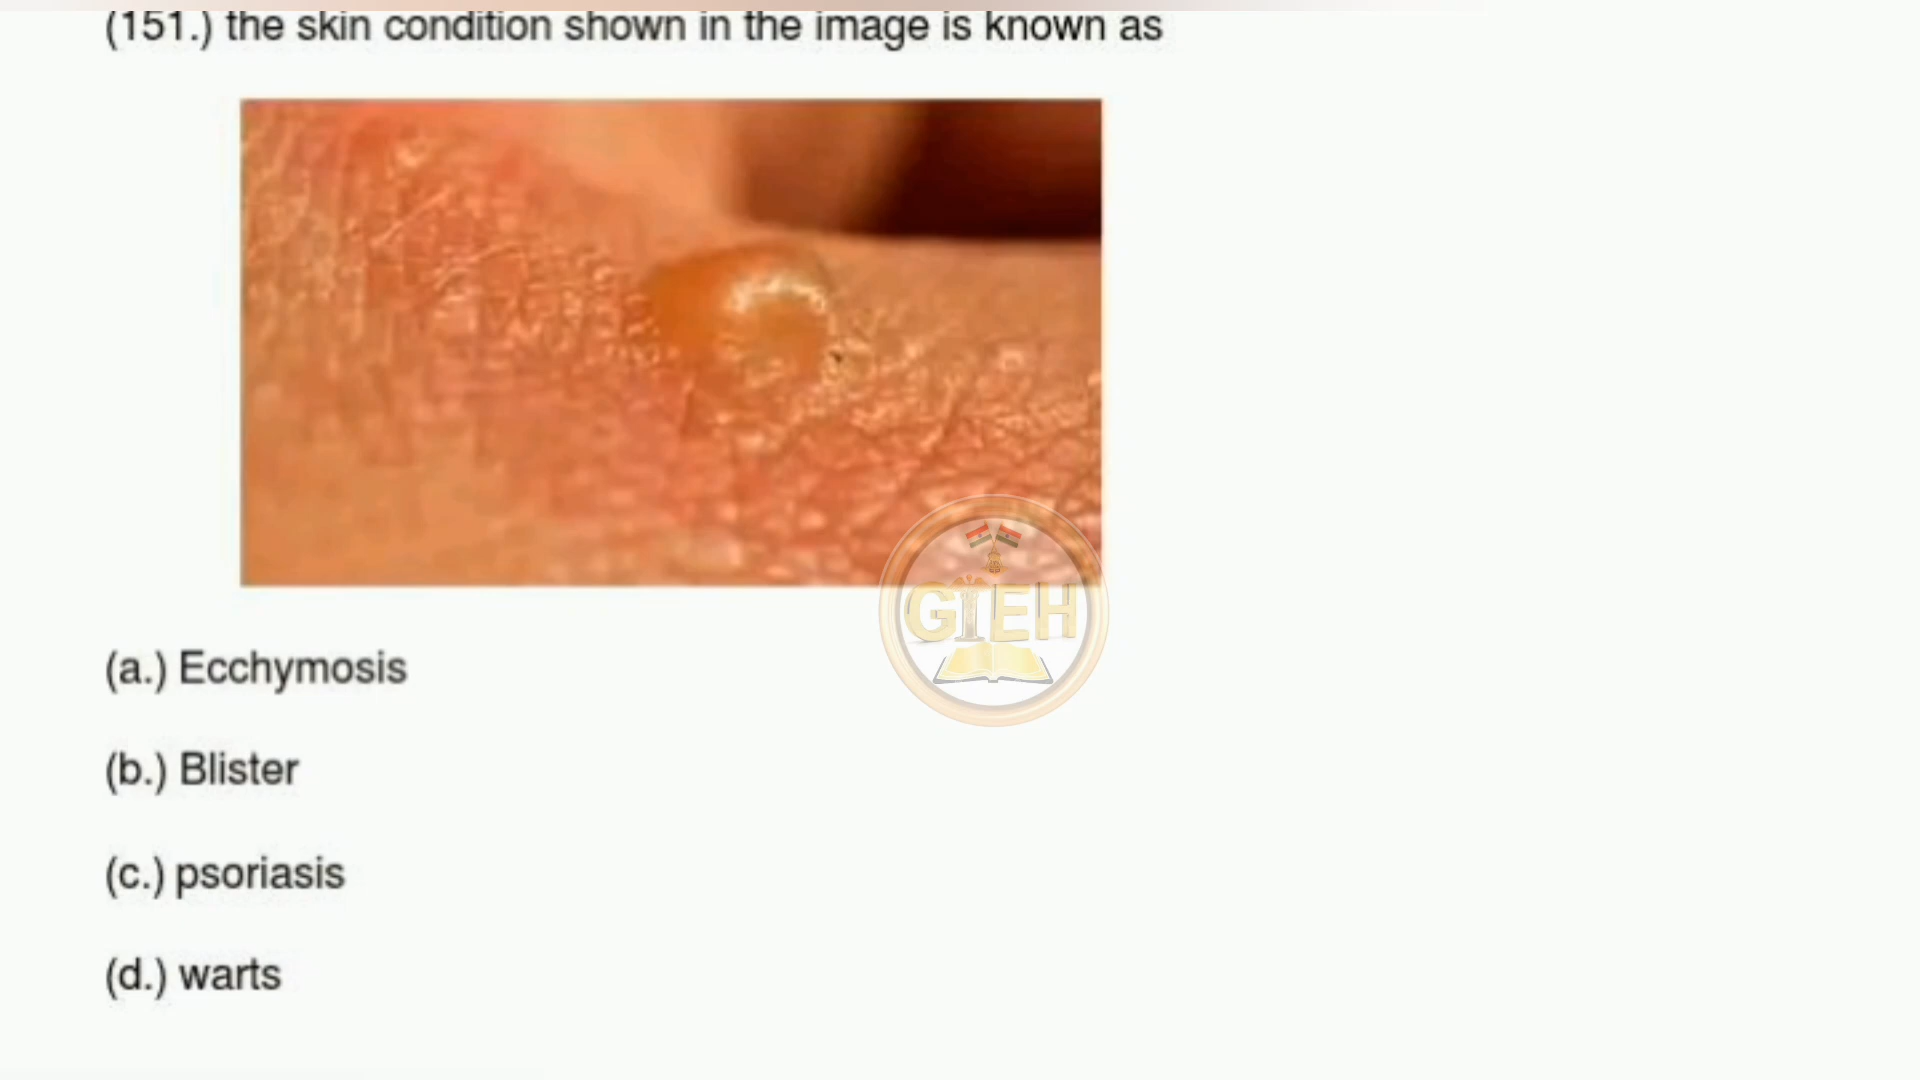 (151.) the skin condition shown in the image is known as
GIEH
(a.) Ecchymosis
(b.) Blister
(c.) psoriasis
(d.) warts